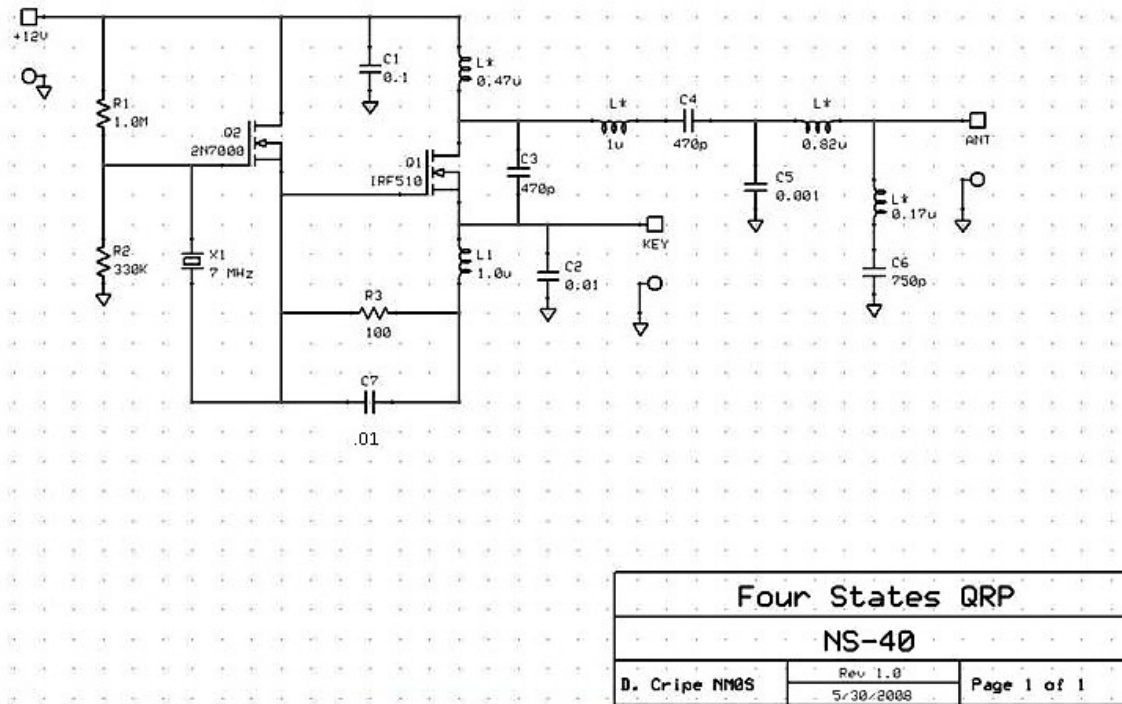 +12V
R1
1.0M
R2
330K
X1
7 MHz
Q2
2N7000
C1
0.1
L*
0.47u
Q1
IRF510
C3
470p
L*
1u
C4
470p
L*
0.82u
C5
0.001
ANT
L*
0.17u
C6
750p
KEY
L1
1.0u
C2
0.01
R3
100
C7
.01
Four States QRP
NS-40
D. Cripe NM0S
Rev 1.0
5/30/2008
Page 1 of 1